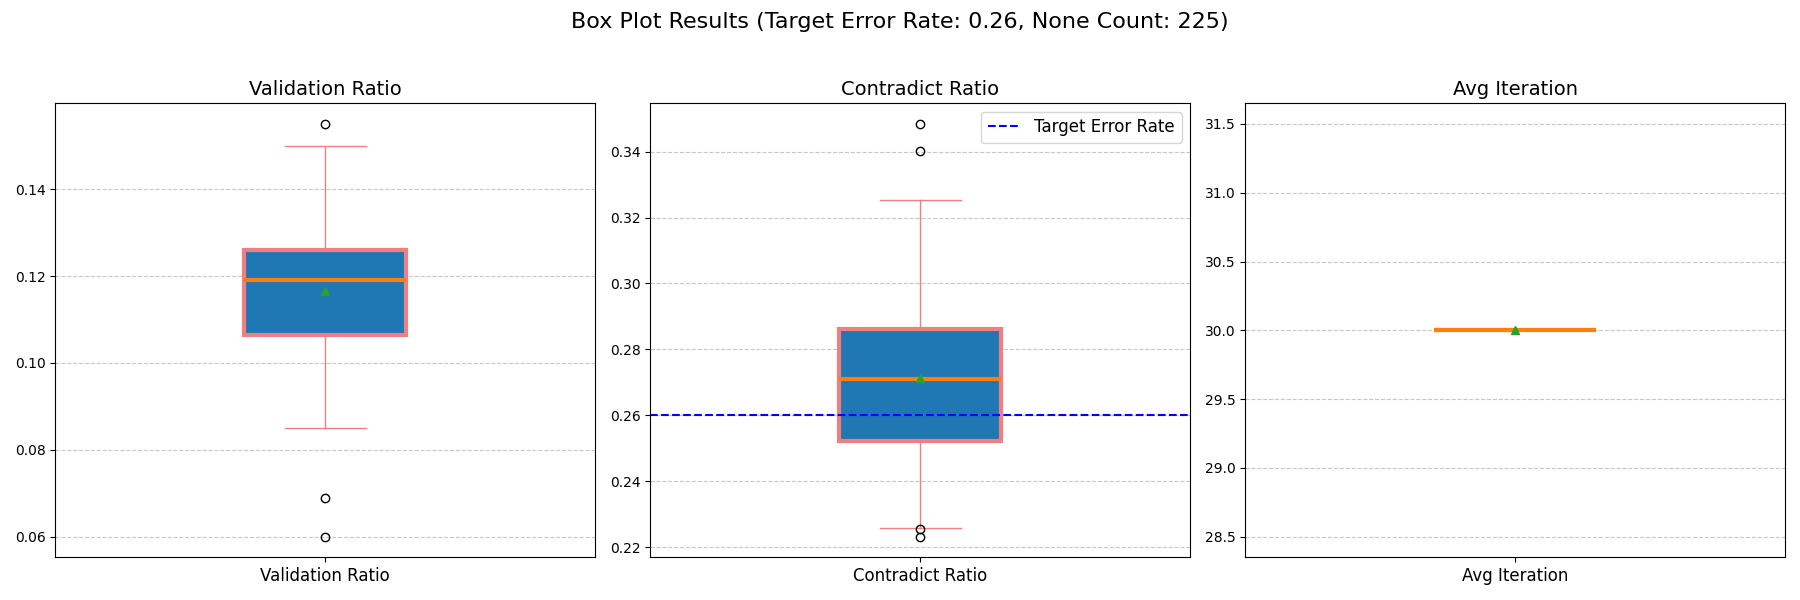 Box Plot Results (Target Error Rate: 0.26, None Count: 225)
Validation Ratio
0.14
0.12
0.10
0.08
0.06
Validation Ratio
Contradict Ratio
Target Error Rate
0.34
0.32
0.30
0.28
0.26
0.24
0.22
Contradict Ratio
Avg Iteration
31.5
31.0
30.5
30.0
29.5
29.0
28.5
Avg Iteration